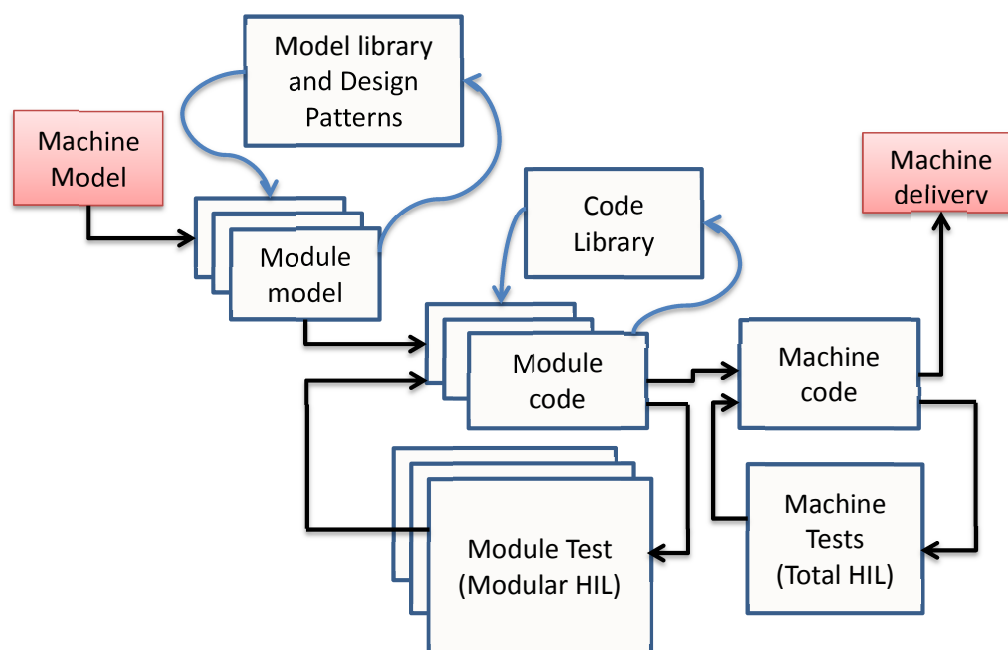 Model library
and Design
Patterns
Machine
Model
Machine
delivery
Code
Library
Module
model
Module
code
Machine
code
Module Test
(Modular HIL)
Machine
Tests
(Total HIL)